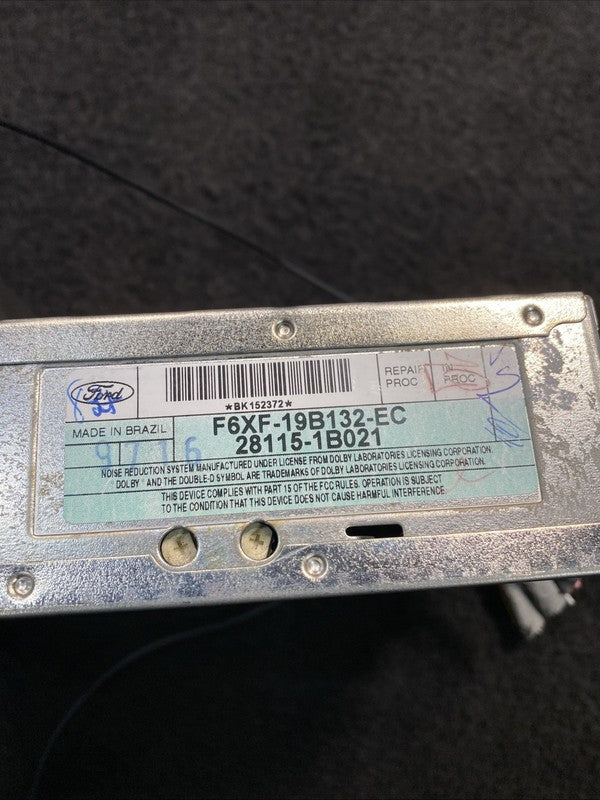 Ford
*BK152372*
REPAIR PROC
IN PROC
MADE IN BRAZIL
F6XF-19B132-EC
28115-1B021
9716
NOISE REDUCTION SYSTEM MANUFACTURED UNDER LICENSE FROM DOLBY LABORATORIES LICENSING CORPORATION.
DOLBY ® AND THE DOUBLE-D SYMBOL ARE TRADEMARKS OF DOLBY LABORATORIES LICENSING CORPORATION.
THIS DEVICE COMPLIES WITH PART 15 OF THE FCC RULES. OPERATION IS SUBJECT
TO THE CONDITION THAT THIS DEVICE DOES NOT CAUSE HARMFUL INTERFERENCE.